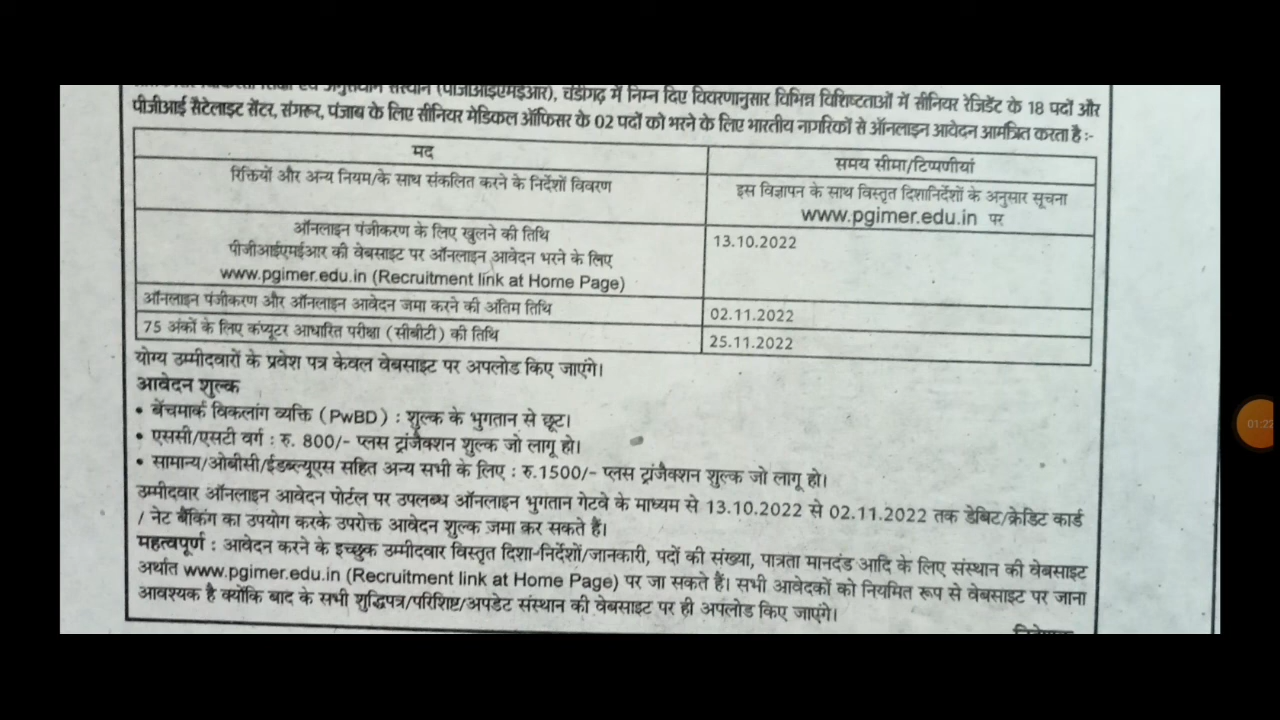 एवं अनुसंधान संस्थान (पीजीआईएमईआर), चंडीगढ़ में निम्न दिए विवरणानुसार विभिन्न विशिष्टताओं में सीनियर रेजिडेंट के 18 पदों और
पीजीआई सैटेलाइट सेंटर, संगरूर, पंजाब के लिए सीनियर मेडिकल ऑफिसर के 02 पदों को भरने के लिए भारतीय नागरिकों से ऑनलाइन आवेदन आमंत्रित करता है :-
मद
समय सीमा/टिप्पणीयां
रिक्तियों और अन्य नियम/के साथ संकलित करने के निर्देशों विवरण
इस विज्ञापन के साथ विस्तृत दिशानिर्देशों के अनुसार सूचना
www.pgimer.edu.in पर
ऑनलाइन पंजीकरण के लिए खुलने की तिथि
पीजीआईएमईआर की वेबसाइट पर ऑनलाइन आवेदन भरने के लिए
www.pgimer.edu.in (Recruitment link at Home Page)
13.10.2022
ऑनलाइन पंजीकरण और ऑनलाइन आवेदन जमा करने की अंतिम तिथि
02.11.2022
75 अंकों के लिए कंप्यूटर आधारित परीक्षा (सीबीटी) की तिथि
25.11.2022
योग्य उम्मीदवारों के प्रवेश पत्र केवल वेबसाइट पर अपलोड किए जाएंगे।
आवेदन शुल्क
• बेंचमार्क विकलांग व्यक्ति (PwBD) : शुल्क के भुगतान से छूट।
• एससी/एसटी वर्ग : रु. 800/- प्लस ट्रांजैक्शन शुल्क जो लागू हो।
• सामान्य/ओबीसी/ईडब्ल्यूएस सहित अन्य सभी के लिए : रु.1500/- प्लस ट्रांजैक्शन शुल्क जो लागू हो।
उम्मीदवार ऑनलाइन आवेदन पोर्टल पर उपलब्ध ऑनलाइन भुगतान गेटवे के माध्यम से 13.10.2022 से 02.11.2022 तक डेबिट/क्रेडिट कार्ड
/ नेट बैंकिंग का उपयोग करके उपरोक्त आवेदन शुल्क जमा कर सकते हैं।
महत्वपूर्ण : आवेदन करने के इच्छुक उम्मीदवार विस्तृत दिशा-निर्देशों/जानकारी, पदों की संख्या, पात्रता मानदंड आदि के लिए संस्थान की वेबसाइट
अर्थात www.pgimer.edu.in (Recruitment link at Home Page) पर जा सकते हैं। सभी आवेदकों को नियमित रूप से वेबसाइट पर जाना
आवश्यक है क्योंकि बाद के सभी शुद्धिपत्र/परिशिष्ट/अपडेट संस्थान की वेबसाइट पर ही अपलोड किए जाएंगे।
01:22